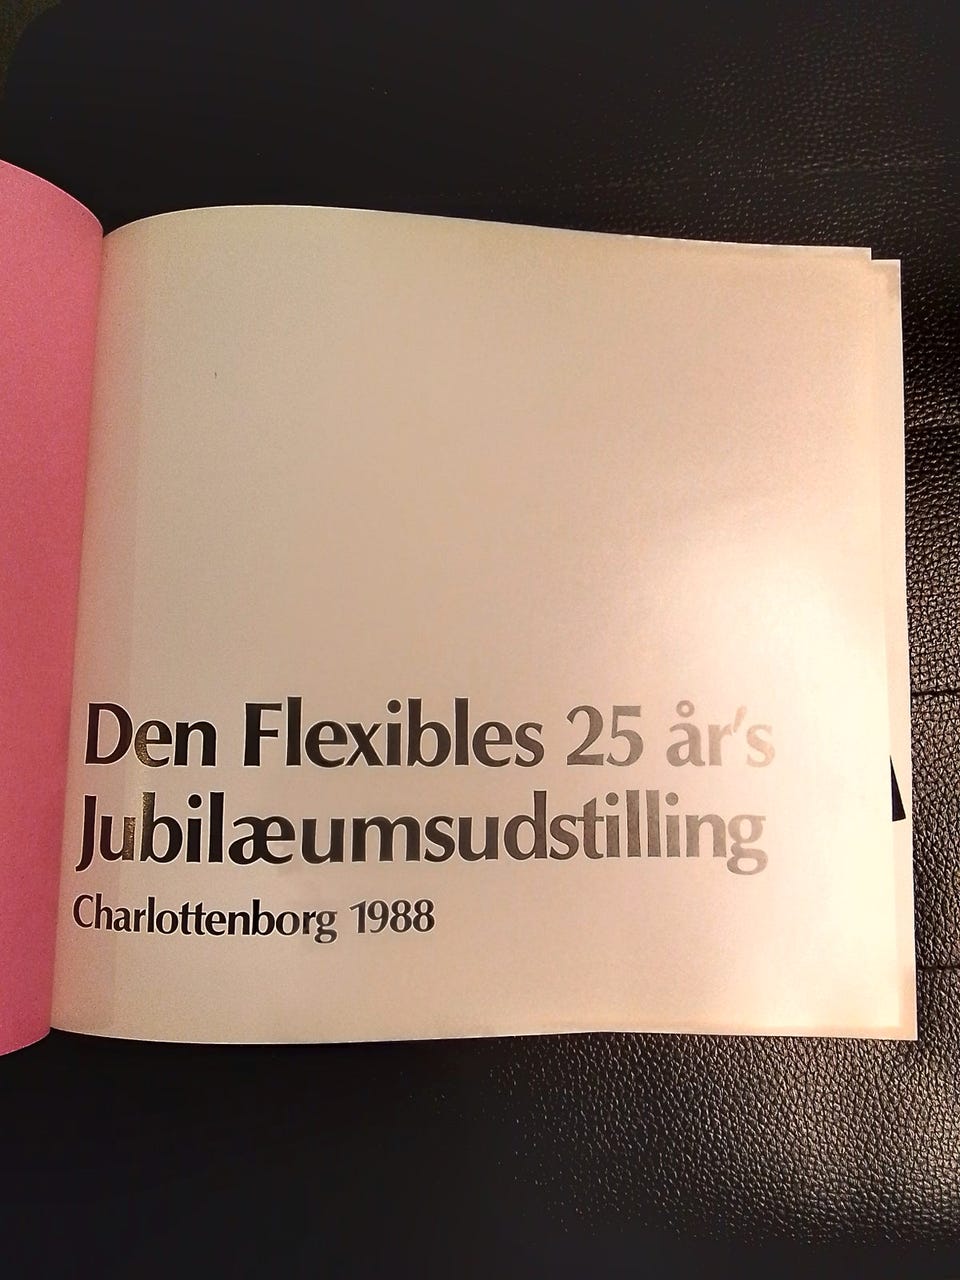 Den Flexibles 25 år's
Jubilæumsudstilling
Charlottenborg 1988